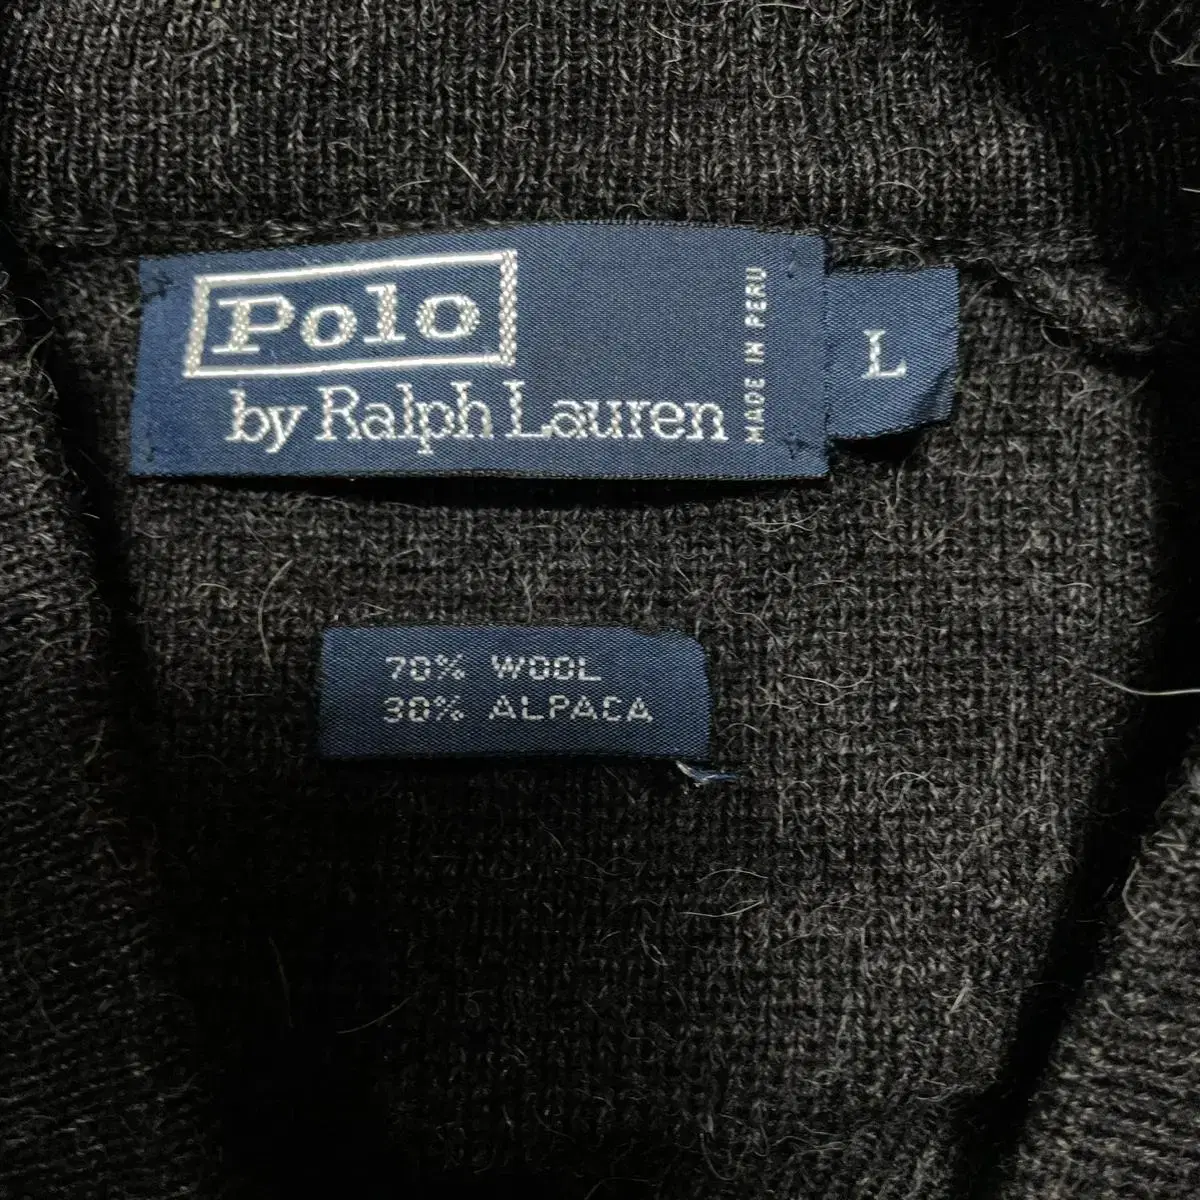 Polo
by Ralph Lauren
MADE IN PERU
L
70% WOOL
30% ALPACA